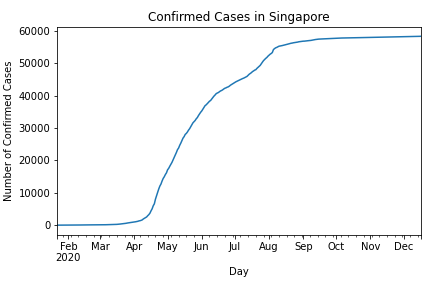 Confirmed Cases in Singapore
Number of Confirmed Cases
60000
50000
40000
30000
20000
10000
0
Feb Mar Apr May Jun Jul Aug Sep Oct Nov Dec
2020
Day